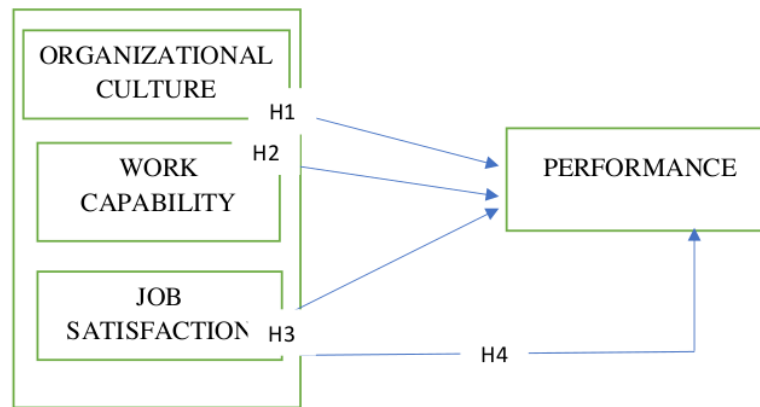 ORGANIZATIONAL
CULTURE
H1
H2
WORK
CAPABILITY
PERFORMANCE
JOB
SATISFACTION
H3
H4